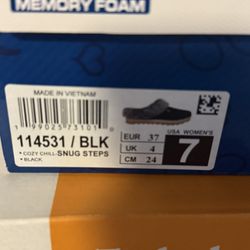 MEMORY FOAM
MADE IN VIETNAM
114531 / BLK
• COZY CHILL-SNUG STEPS
• BLACK
EUR 37
UK 4
CM 24
USA WOMEN'S
7